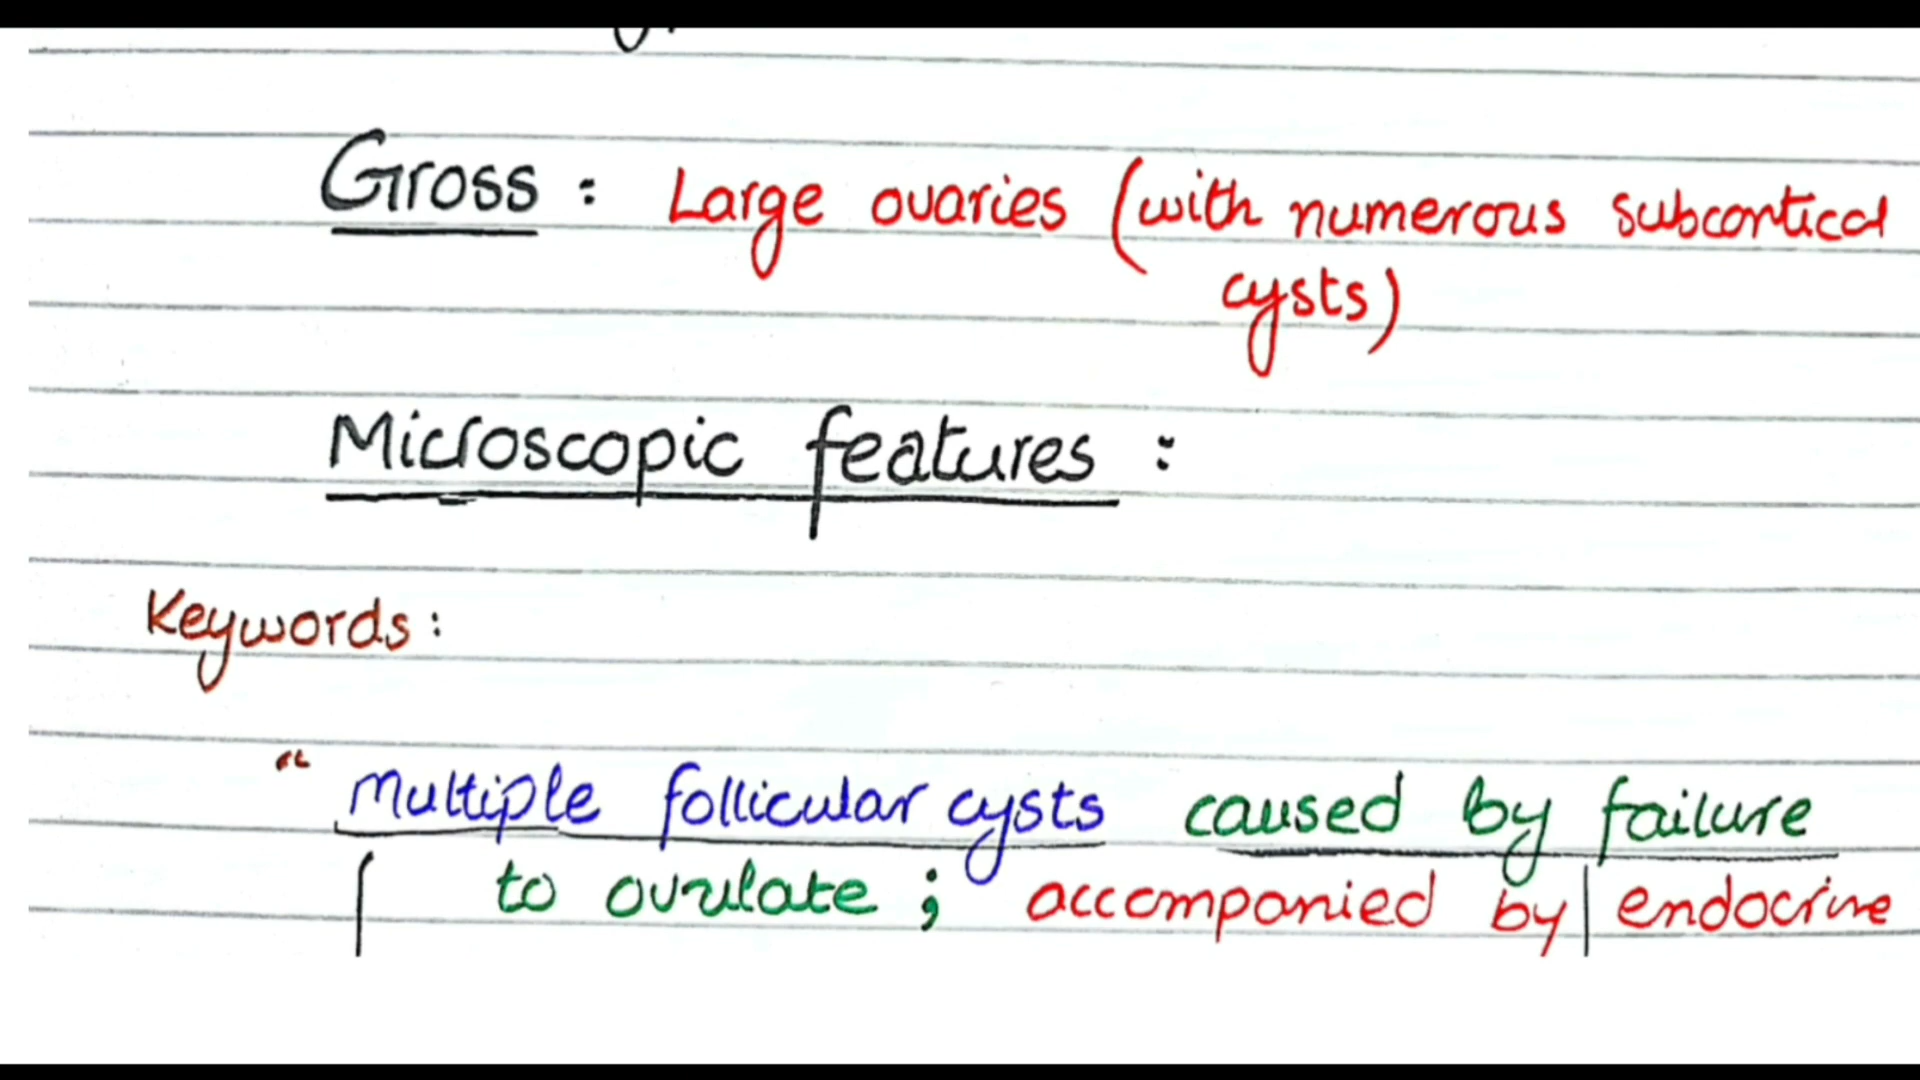 Gross : Large ovaries (with numerous subcortical
cysts)
Microscopic features :
Keywords :
" Multiple follicular cysts caused by failure
to ovulate ; accompanied by endocrine